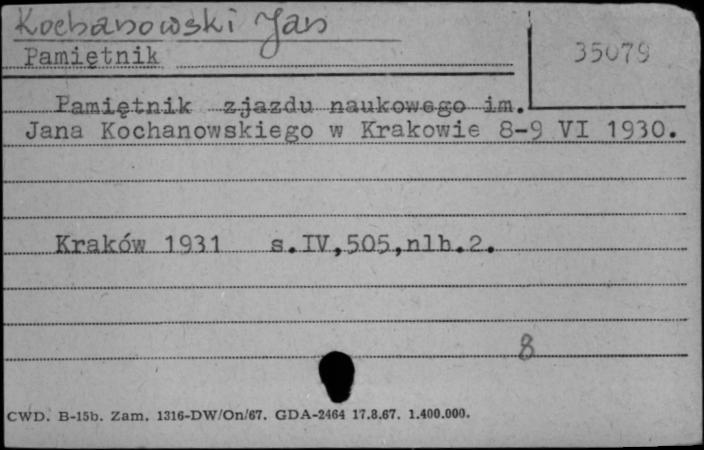 Kochanowski Jan
Pamiętnik
35079
Pamiętnik zjazdu naukowego im.
Jana Kochanowskiego w Krakowie 8-9 VI 1930.
Kraków 1931 s.IV,505,nlb.2.
8
CWD. B-15b. Zam. 1316-DW/On/67. GDA-2464 17.8.67. 1.400.000.